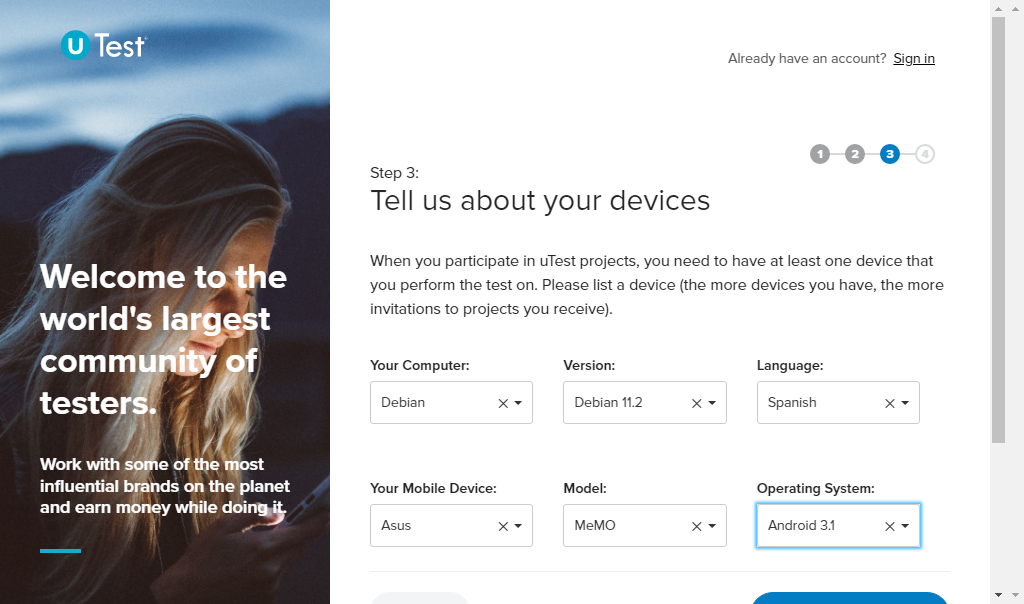 U Test
Already have an account? Sign in
1 2 3 4
Step 3:
Tell us about your devices
Welcome to the
world's largest
community of
testers.
Work with some of the most
influential brands on the planet
and earn money while doing it.
When you participate in uTest projects, you need to have at least one device that
you perform the test on. Please list a device (the more devices you have, the more
invitations to projects you receive).
Your Computer: Version: Language:
Debian Debian 11.2 Spanish
Your Mobile Device: Model: Operating System:
Asus MeMO Android 3.1